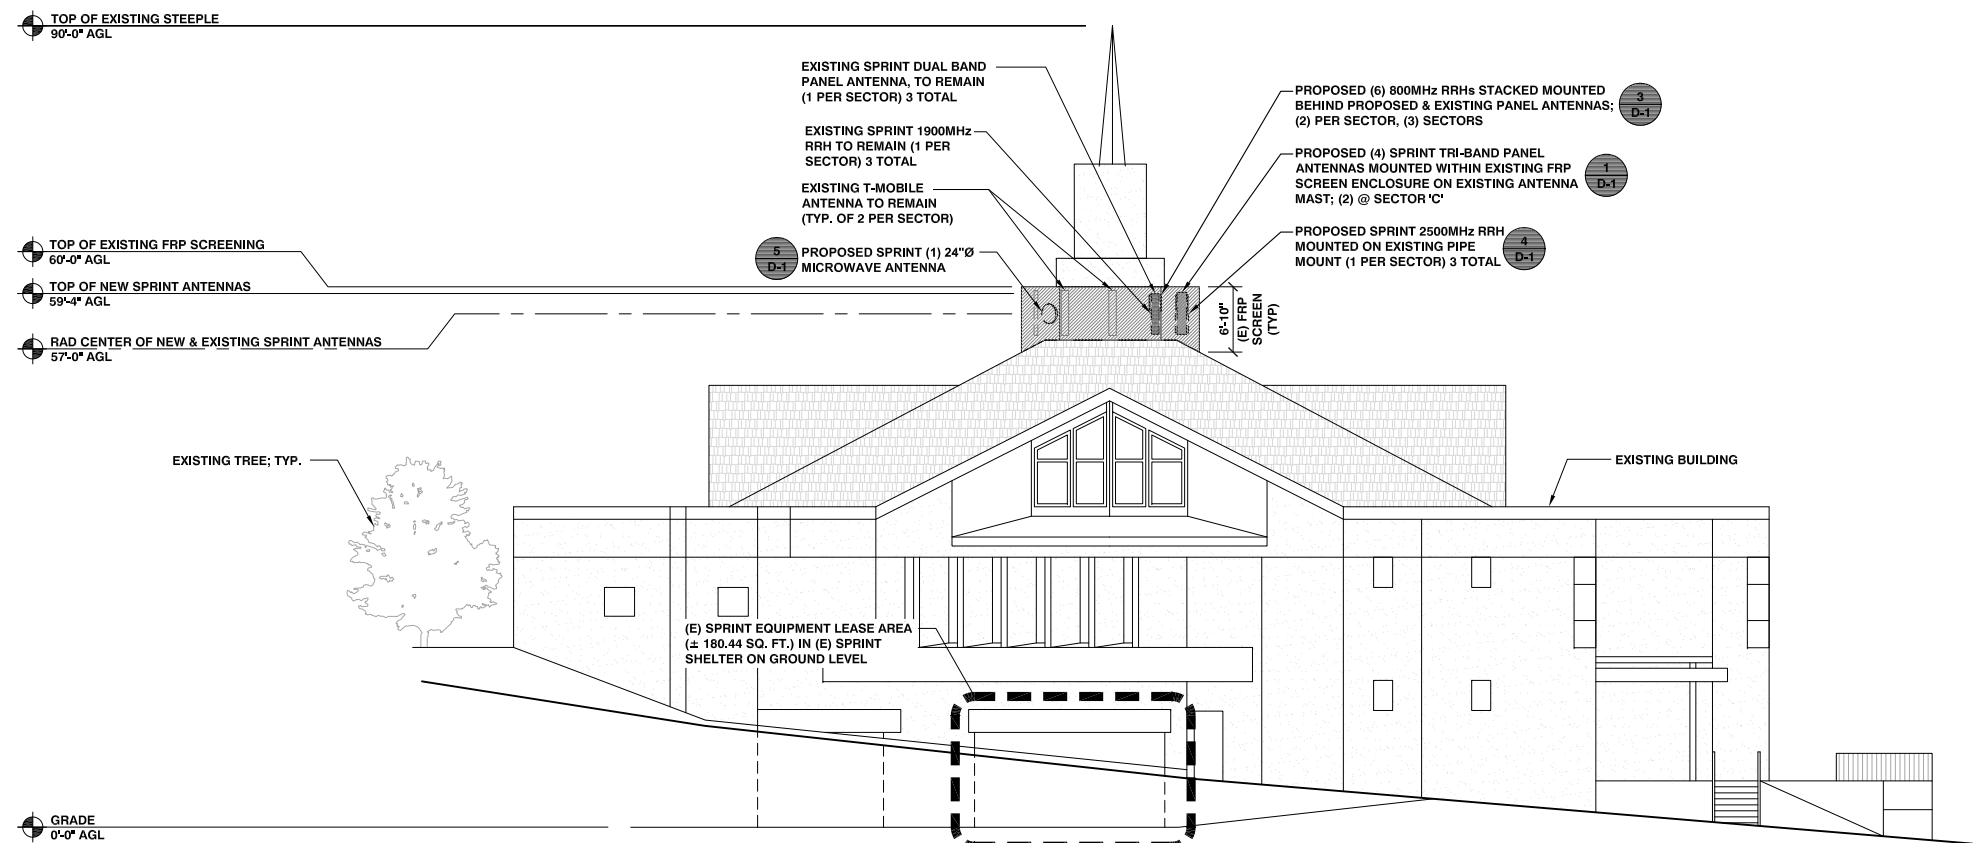 TOP OF EXISTING STEEPLE
90'-0" AGL
EXISTING SPRINT DUAL BAND
PANEL ANTENNA, TO REMAIN
(1 PER SECTOR) 3 TOTAL
EXISTING SPRINT 1900MHz
RRH TO REMAIN (1 PER
SECTOR) 3 TOTAL
EXISTING T-MOBILE
ANTENNA TO REMAIN
(TYP. OF 2 PER SECTOR)
5
D-1
PROPOSED SPRINT (1) 24"Ø
MICROWAVE ANTENNA
PROPOSED (6) 800MHz RRHs STACKED MOUNTED
BEHIND PROPOSED & EXISTING PANEL ANTENNAS;
(2) PER SECTOR, (3) SECTORS
3
D-1
PROPOSED (4) SPRINT TRI-BAND PANEL
ANTENNAS MOUNTED WITHIN EXISTING FRP
SCREEN ENCLOSURE ON EXISTING ANTENNA
MAST; (2) @ SECTOR 'C'
1
D-1
PROPOSED SPRINT 2500MHz RRH
MOUNTED ON EXISTING PIPE
MOUNT (1 PER SECTOR) 3 TOTAL
4
D-1
TOP OF EXISTING FRP SCREENING
60'-0" AGL
TOP OF NEW SPRINT ANTENNAS
59'-4" AGL
RAD CENTER OF NEW & EXISTING SPRINT ANTENNAS
57'-0" AGL
6'-10"
(E) FRP
SCREEN
(TYP)
EXISTING TREE; TYP.
EXISTING BUILDING
(E) SPRINT EQUIPMENT LEASE AREA
(± 180.44 SQ. FT.) IN (E) SPRINT
SHELTER ON GROUND LEVEL
GRADE
0'-0" AGL